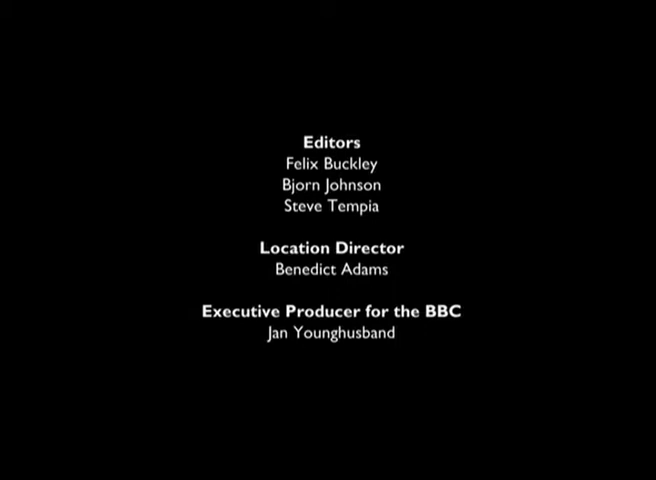 Editors
Felix Buckley
Bjorn Johnson
Steve Tempia
Location Director
Benedict Adams
Executive Producer for the BBC
Jan Younghusband